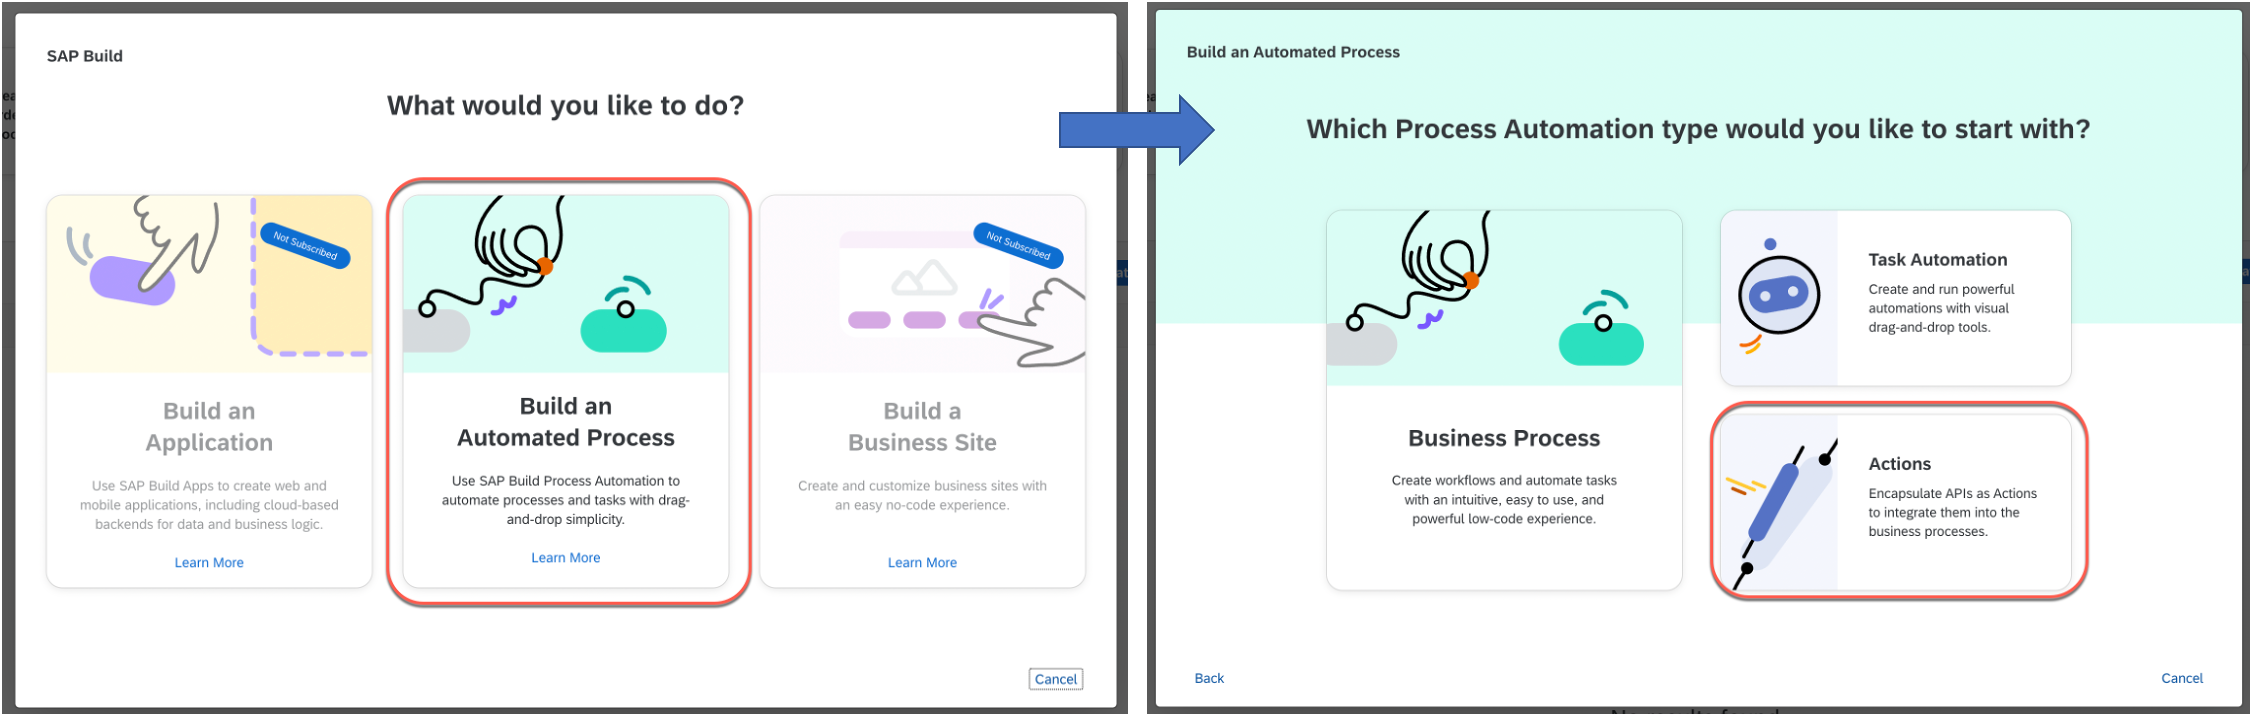 SAP Build
What would you like to do?
Not Subscribed
Build an
Application
Use SAP Build Apps to create web and
mobile applications, including cloud-based
backends for data and business logic.
Learn More
Build an
Automated Process
Use SAP Build Process Automation to
automate processes and tasks with drag-
and-drop simplicity.
Learn More
Not Subscribed
Build a
Business Site
Create and customize business sites with
an easy no-code experience.
Learn More
Cancel
Build an Automated Process
Which Process Automation type would you like to start with?
Business Process
Create workflows and automate tasks
with an intuitive, easy to use, and
powerful low-code experience.
Task Automation
Create and run powerful
automations with visual
drag-and-drop tools.
Actions
Encapsulate APIs as Actions
to integrate them into the
business processes.
Back
Cancel